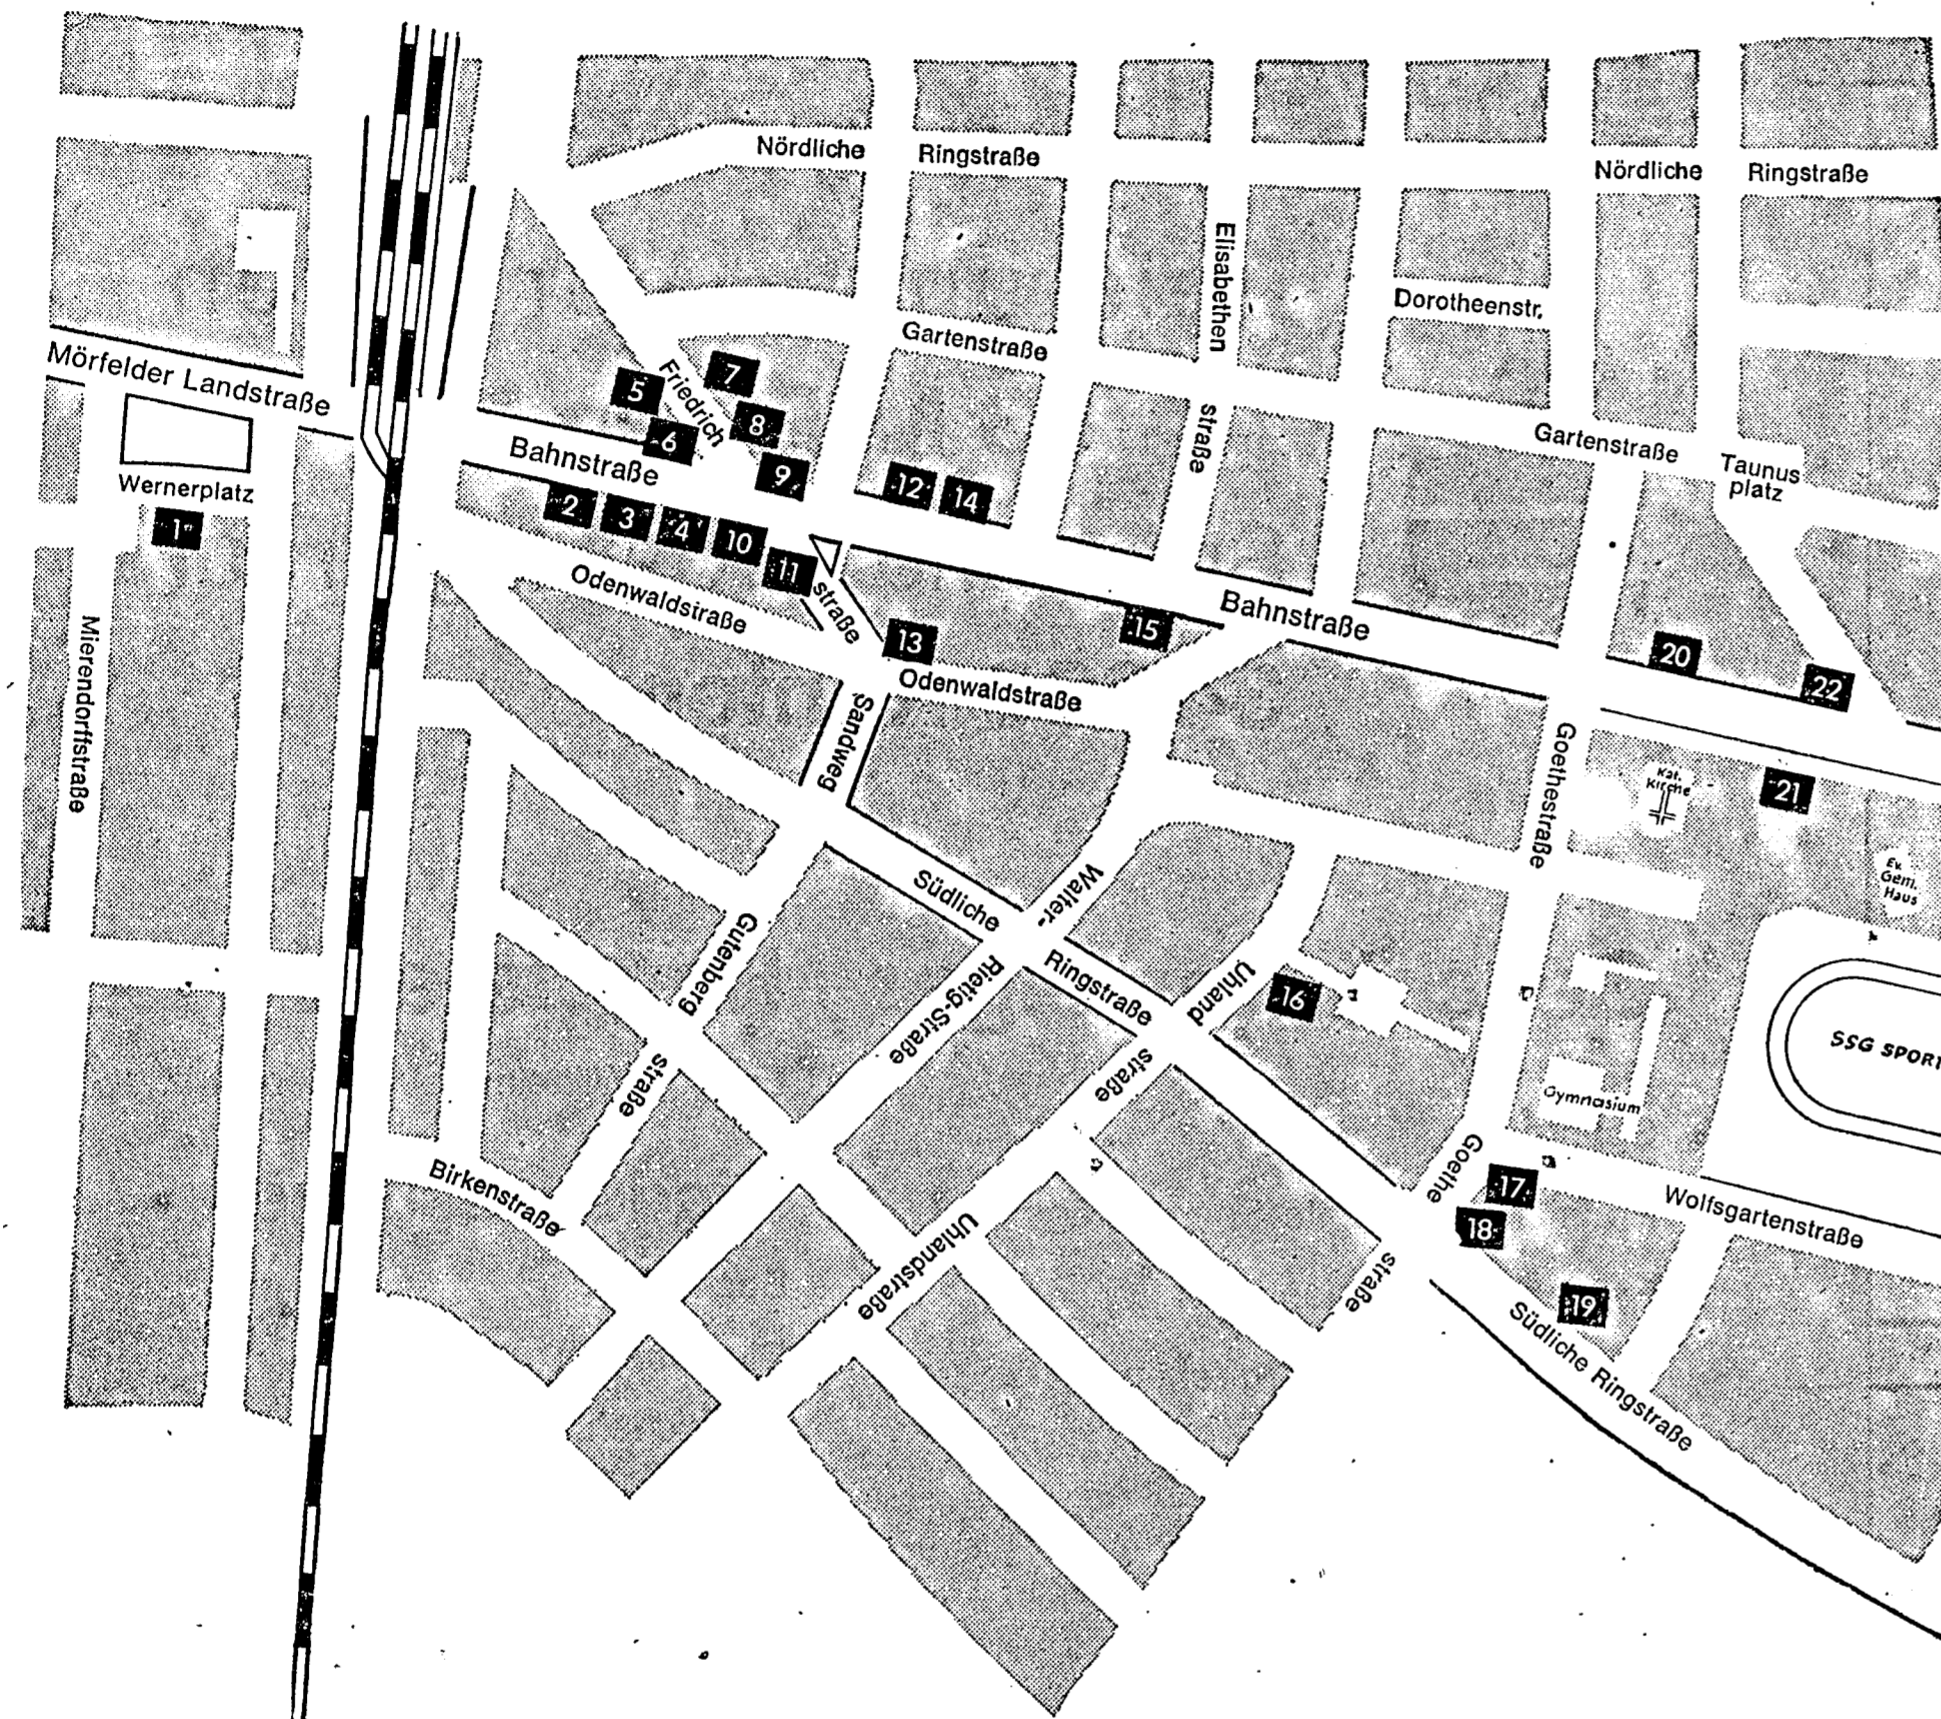 Nördliche Ringstraße
Nördliche Ringstraße
Elisabethen
straße
Dorotheenstr.
Gartenstraße
Mörfelder Landstraße
Wernerplatz
1
Friedrich
5
7
6
8
9
Bahnstraße
2
3
4
10
11
12
14
straße
Gartenstraße
Taunus
platz
Odenwaldstraße
13
15
Bahnstraße
20
22
Mierendorffstraße
Odenwaldstraße
Sandweg
Goethestraße
Kat.
Kirche
21
Ev.
Gem.
Haus
Südliche
Walter-
Rietig-Straße
Ringstraße
Gutenberg
straße
Uhland
straße
16
SSG SPORT
Gymnasium
Goethe
17
18
straße
Wolfsgartenstraße
19
Südliche Ringstraße
Birkenstraße
Uhlandstraße